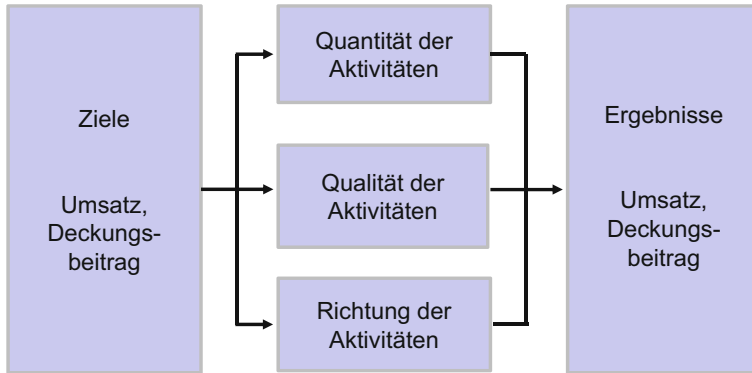 Ziele
Umsatz,
Deckungs-
beitrag
Quantität der
Aktivitäten
Qualität der
Aktivitäten
Richtung der
Aktivitäten
Ergebnisse
Umsatz,
Deckungs-
beitrag